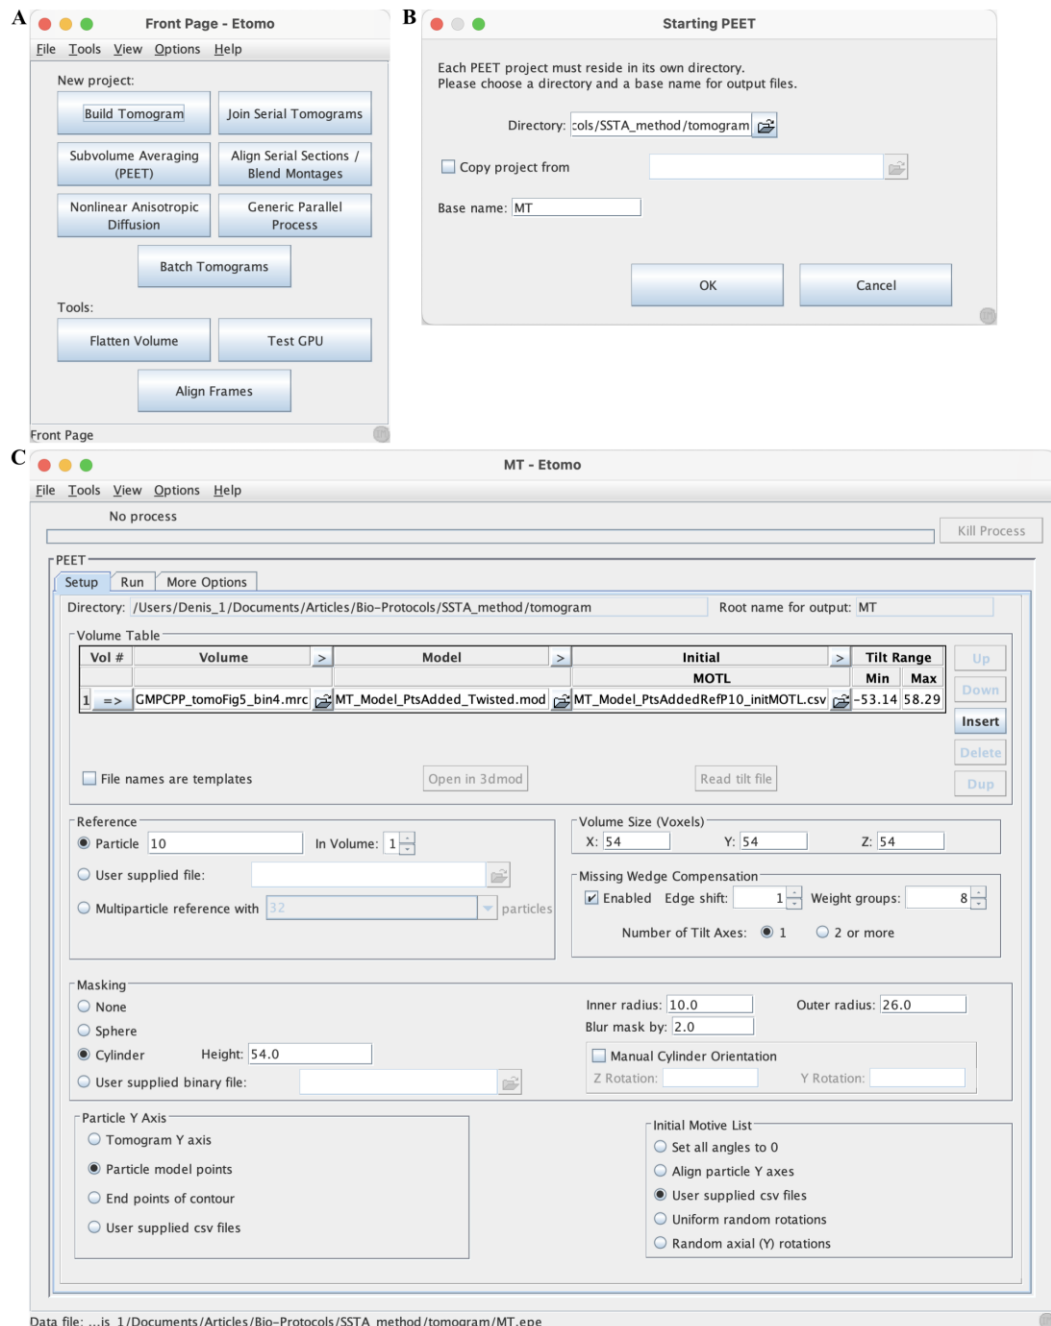 A
Front Page - Etomo
File Tools View Options Help
New project:
Build Tomogram
Join Serial Tomograms
Subvolume Averaging
(PEET)
Align Serial Sections /
Blend Montages
Nonlinear Anisotropic
Diffusion
Generic Parallel
Process
Batch Tomograms
Tools:
Flatten Volume
Test GPU
Align Frames
Front Page
B
Starting PEET
Each PEET project must reside in its own directory.
Please choose a directory and a base name for output files.
Directory: :ols/SSTA_method/tomogram
Copy project from
Base name: MT
OK
Cancel
C
MT - Etomo
File Tools View Options Help
No process
Kill Process
PEET
Setup Run More Options
Directory: /Users/Denis_1/Documents/Articles/Bio-Protocols/SSTA_method/tomogram Root name for output: MT
Volume Table
Vol # Volume > Model > Initial > Tilt Range
MOTL Min Max
1 => GMPCPP_tomoFig5_bin4.mrc MT_Model_PtsAdded_Twisted.mod MT_Model_PtsAddedRefP10_initMOTL.csv -53.14 58.29
Up
Down
Insert
Delete
Dup
File names are templates Open in 3dmod Read tilt file
Reference
Particle 10 In Volume: 1
User supplied file:
Multiparticle reference with 32 particles
Volume Size (Voxels)
X: 54 Y: 54 Z: 54
Missing Wedge Compensation
Enabled Edge shift: 1 Weight groups: 8
Number of Tilt Axes: 1 2 or more
Masking
None
Sphere
Cylinder Height: 54.0
User supplied binary file:
Inner radius: 10.0 Outer radius: 26.0
Blur mask by: 2.0
Manual Cylinder Orientation
Z Rotation: Y Rotation:
Particle Y Axis
Tomogram Y axis
Particle model points
End points of contour
User supplied csv files
Initial Motive List
Set all angles to 0
Align particle Y axes
User supplied csv files
Uniform random rotations
Random axial (Y) rotations
Data file: ...is_1/Documents/Articles/Bio-Protocols/SSTA_method/tomogram/MT.epe